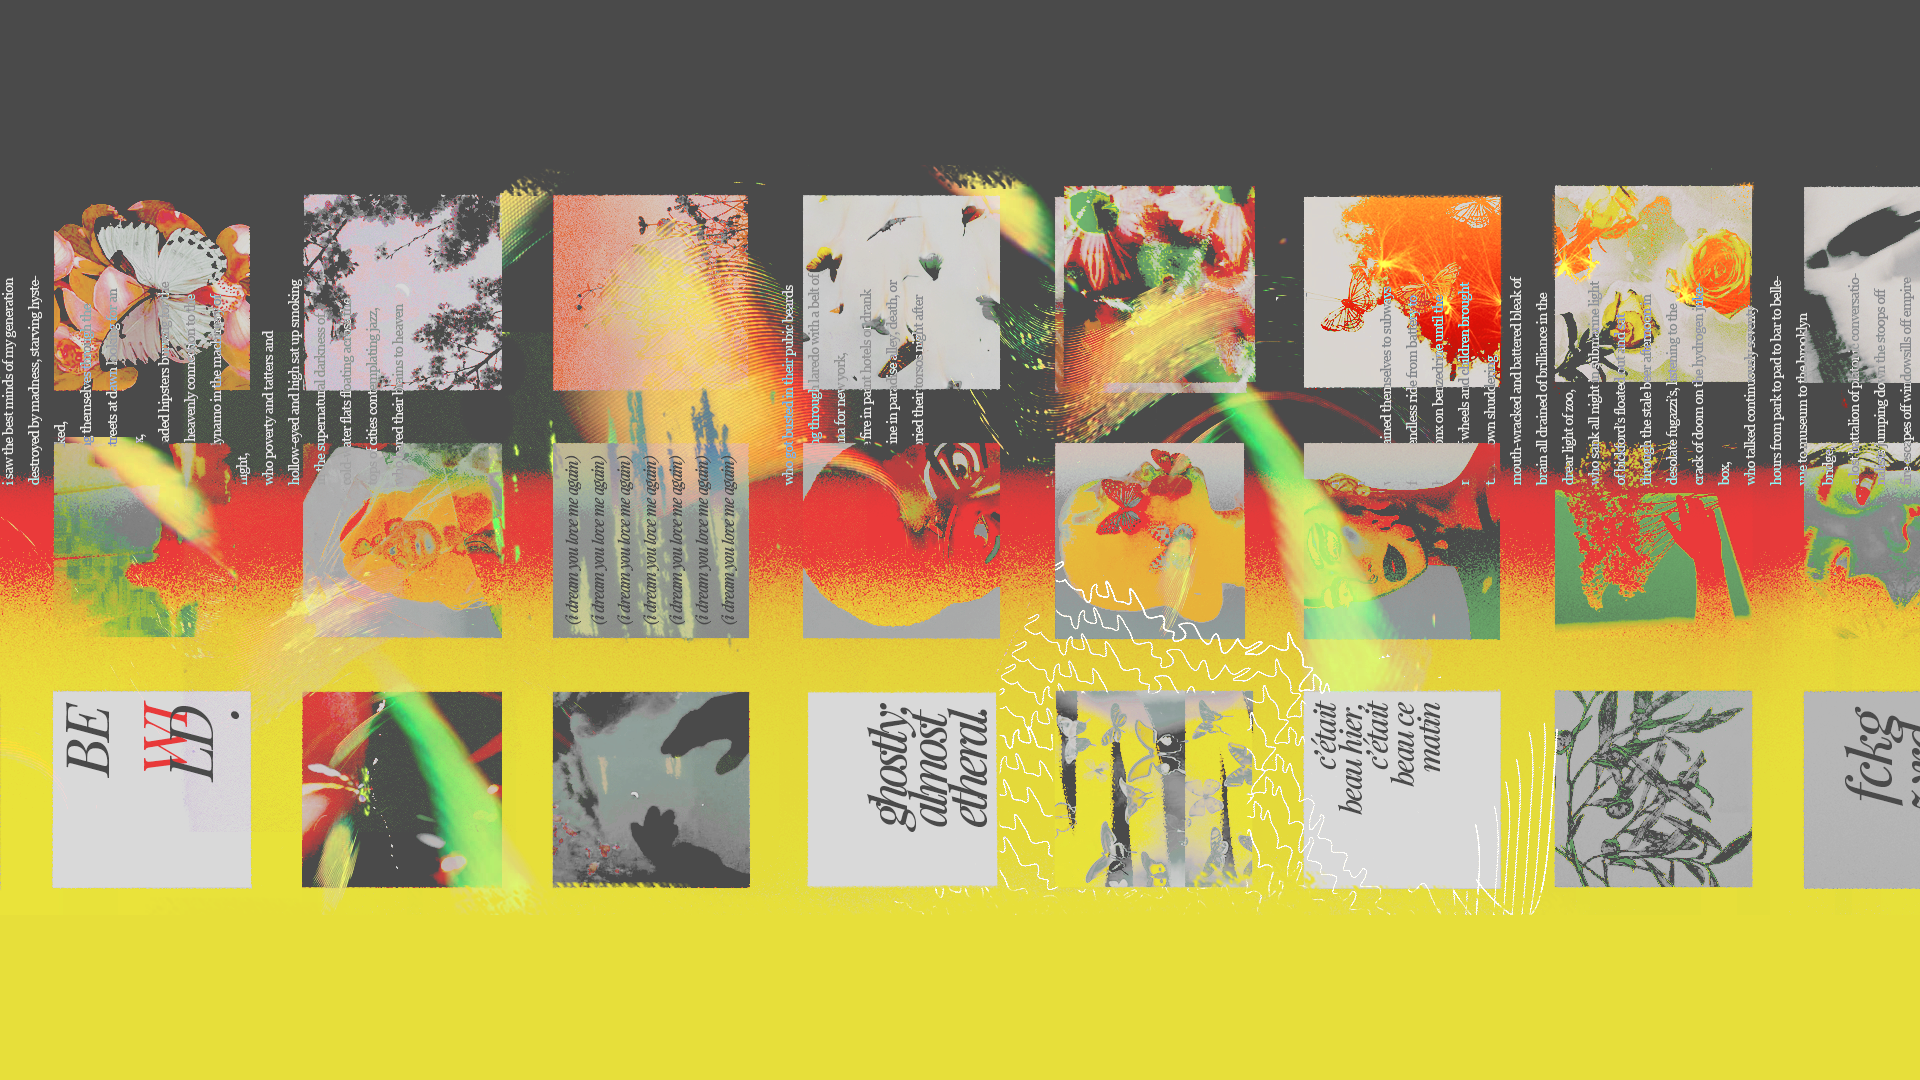 i saw the best minds of my generation
destroyed by madness, starving hyste-
themselves
treets at dawn
aded hipsters
heavenly connection to the
ynamo in the machinery of
night,
who poverty and tatters and
hollow-eyed and high sat up smoking
the supernatural darkness of
ater flats floating across the
of cities contemplating jazz,
ared their brains to heaven
who got busted in their pubic beards
through laredo with a belt of
for new york,
fire in paint hotels or drank
ine in paradise alley, death, or
their torsos night after
ined themselves to subways
endless ride from battery
onx on benzedrine until the
wheels and children brought
own shuddering
mouth-wracked and battered bleak of
brain all drained of brilliance in the
drear light of zoo,
who sank all night in submarine light
of bickford's floated out and
through the stale beer afternoon in
desolate fugazzi's, listening to the
crack of doom on the hydrogen juke
box,
who talked continuously seventy
hours from park to pad to bar to belle-
vue to museum to the brooklyn
bridge
battalion of platonic conversatio-
jumping down the stoops off
fire escapes off windowsills off empire
(i dream you love me again)
(i dream you love me again)
(i dream you love me again)
(i dream you love me again)
(i dream you love me again)
(i dream you love me again)
(i dream you love me again)
BE
WI
LD.
ghostly;
almost
etheral.
c'était
beau hier,
c'était
beau ce
matin
fckg